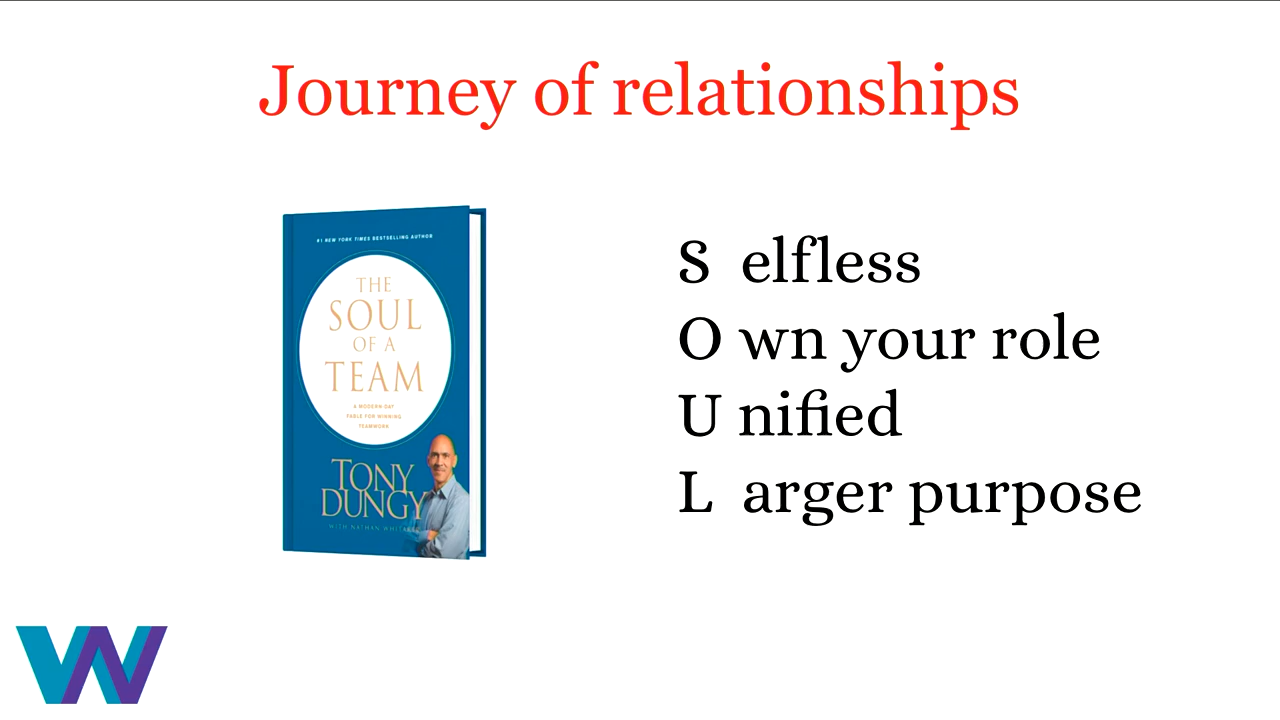 Journey of relationships
#1 NEW YORK TIMES BESTSELLING AUTHOR
THE
SOUL
OF A
TEAM
A MODERN-DAY
FABLE FOR WINNING
TEAMWORK
TONY
DUNGY
WITH NATHAN
S elfless
O wn your role
U nified
L arger purpose